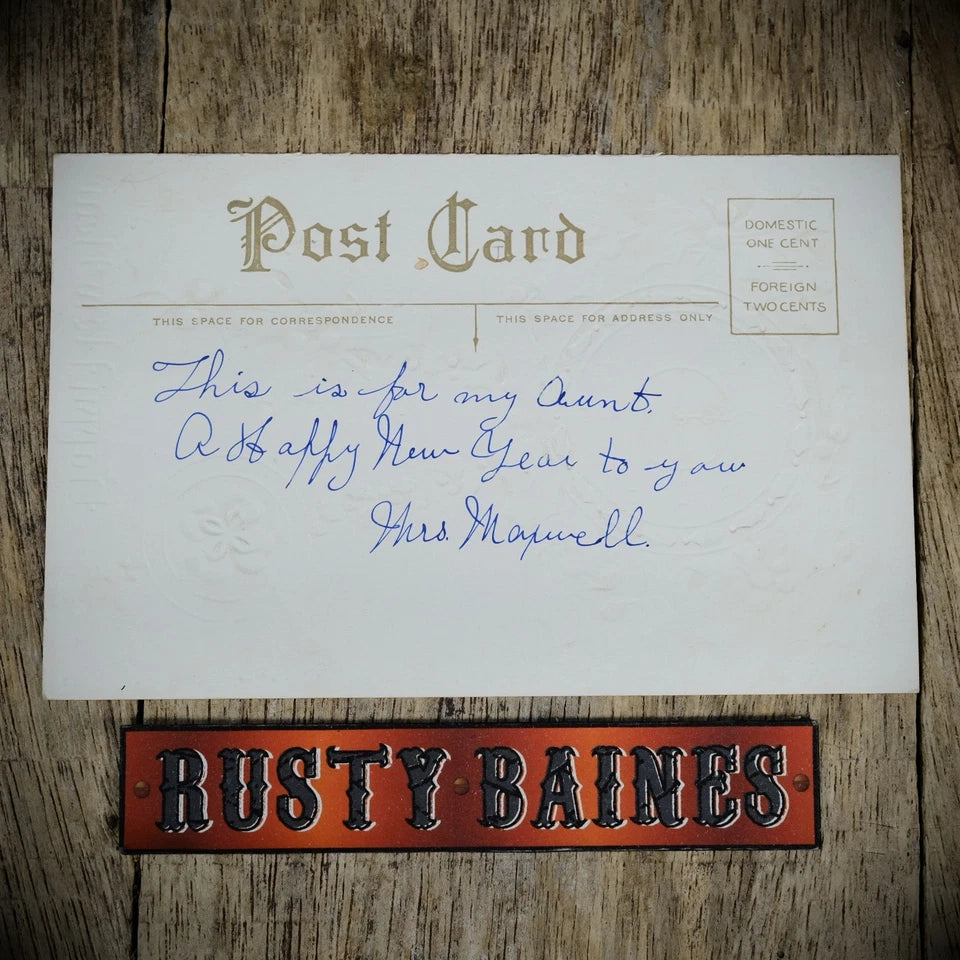 Post Card
THIS SPACE FOR CORRESPONDENCE
THIS SPACE FOR ADDRESS ONLY
DOMESTIC
ONE CENT
FOREIGN
TWO CENTS
This is for my Aunt.
A Happy New Year to you
Mrs. Maxwell.
RUSTY BAINES